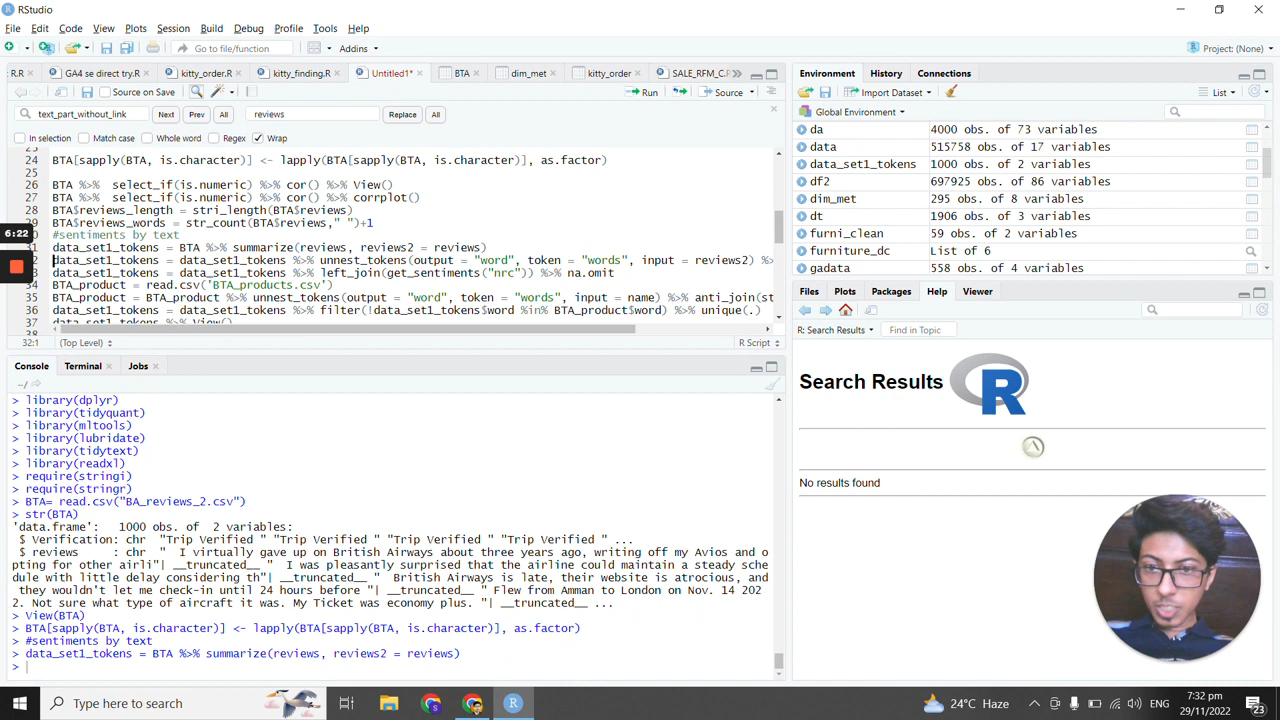 RStudio
File Edit Code View Plots Session Build Debug Profile Tools Help
Go to file/function Addins Project: (None)
R.R GA4 se direct try.R kitty_order.R kitty_finding.R Untitled1* BTA dim_met kitty_order SALE_RFM_C.R
Source on Save Run Source
text_part_without_link Next Prev All reviews Replace All
In selection Match case Whole word Regex Wrap
24 BTA[sapply(BTA, is.character)] <- lapply(BTA[sapply(BTA, is.character)], as.factor)
25
26 BTA %>%  select_if(is.numeric) %>% cor() %>% View()
27 BTA %>%  select_if(is.numeric) %>% cor() %>% corrplot()
28 BTA$reviews_length = stri_length(BTA$reviews)
29 BTA$reviews_words = str_count(BTA$reviews," ")+1
#sentiments by text
data_set1_tokens = BTA %>% summarize(reviews, reviews2 = reviews)
data_set1_tokens = data_set1_tokens %>% unnest_tokens(output = "word", token = "words", input = reviews2) %>
data_set1_tokens = data_set1_tokens %>% left_join(get_sentiments("nrc")) %>% na.omit
34 BTA_product = read.csv('BTA_products.csv')
35 BTA_product = BTA_product %>% unnest_tokens(output = "word", token = "words", input = name) %>% anti_join(st
36 data_set1_tokens = data_set1_tokens %>% filter(!data_set1_tokens$word %in% BTA_product$word) %>% unique(.)
37 data_set1_tokens %>% View()
6:22
32:1 (Top Level) R Script
Console Terminal Jobs
~/
> library(dplyr)
> library(tidyquant)
> library(mltools)
> library(lubridate)
> library(tidytext)
> library(readxl)
> require(stringi)
> require(stringr)
> BTA= read.csv("BA_reviews_2.csv")
> str(BTA)
'data.frame':   1000 obs. of  2 variables:
$ Verification: chr  "Trip Verified " "Trip Verified " "Trip Verified " "Trip Verified " ...
$ reviews     : chr  "  I virtually gave up on British Airways about three years ago, writing off my Avios and o
pting for other airli"| __truncated__ "  I was pleasantly surprised that the airline could maintain a steady sche
dule with little delay considering th"| __truncated__ "  British Airways is late, their website is atrocious, and
they wouldn't let me check-in until 24 hours before "| __truncated__ " Flew from Amman to London on Nov. 14 202
2. Not sure what type of aircraft it was. My Ticket was economy plus. "| __truncated__ ...
> View(BTA)
> BTA[sapply(BTA, is.character)] <- lapply(BTA[sapply(BTA, is.character)], as.factor)
> #sentiments by text
> data_set1_tokens = BTA %>% summarize(reviews, reviews2 = reviews)
>
Environment History Connections
Import Dataset List
Global Environment
da 4000 obs. of 73 variables
data 515758 obs. of 17 variables
data_set1_tokens 1000 obs. of 2 variables
df2 697925 obs. of 86 variables
dim_met 295 obs. of 8 variables
dt 1906 obs. of 3 variables
furni_clean 59 obs. of 2 variables
furniture_dc List of 6
gadata 558 obs. of 4 variables
Files Plots Packages Help Viewer
R: Search Results Find in Topic
Search Results R
No results found
Type here to search
24°C Haze
ENG
7:32 pm
29/11/2022
23